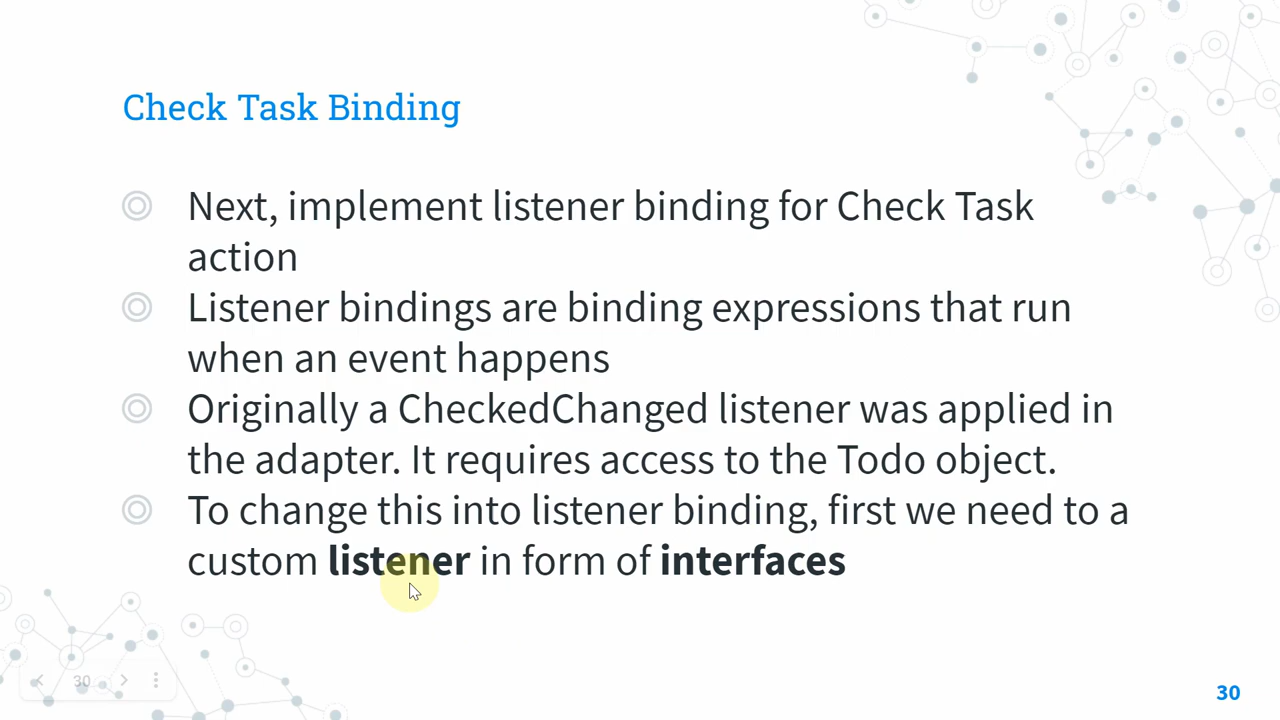 Check Task Binding
Next, implement listener binding for Check Task
action
Listener bindings are binding expressions that run
when an event happens
Originally a CheckedChanged listener was applied in
the adapter. It requires access to the Todo object.
To change this into listener binding, first we need to a
custom listener in form of interfaces
30
30